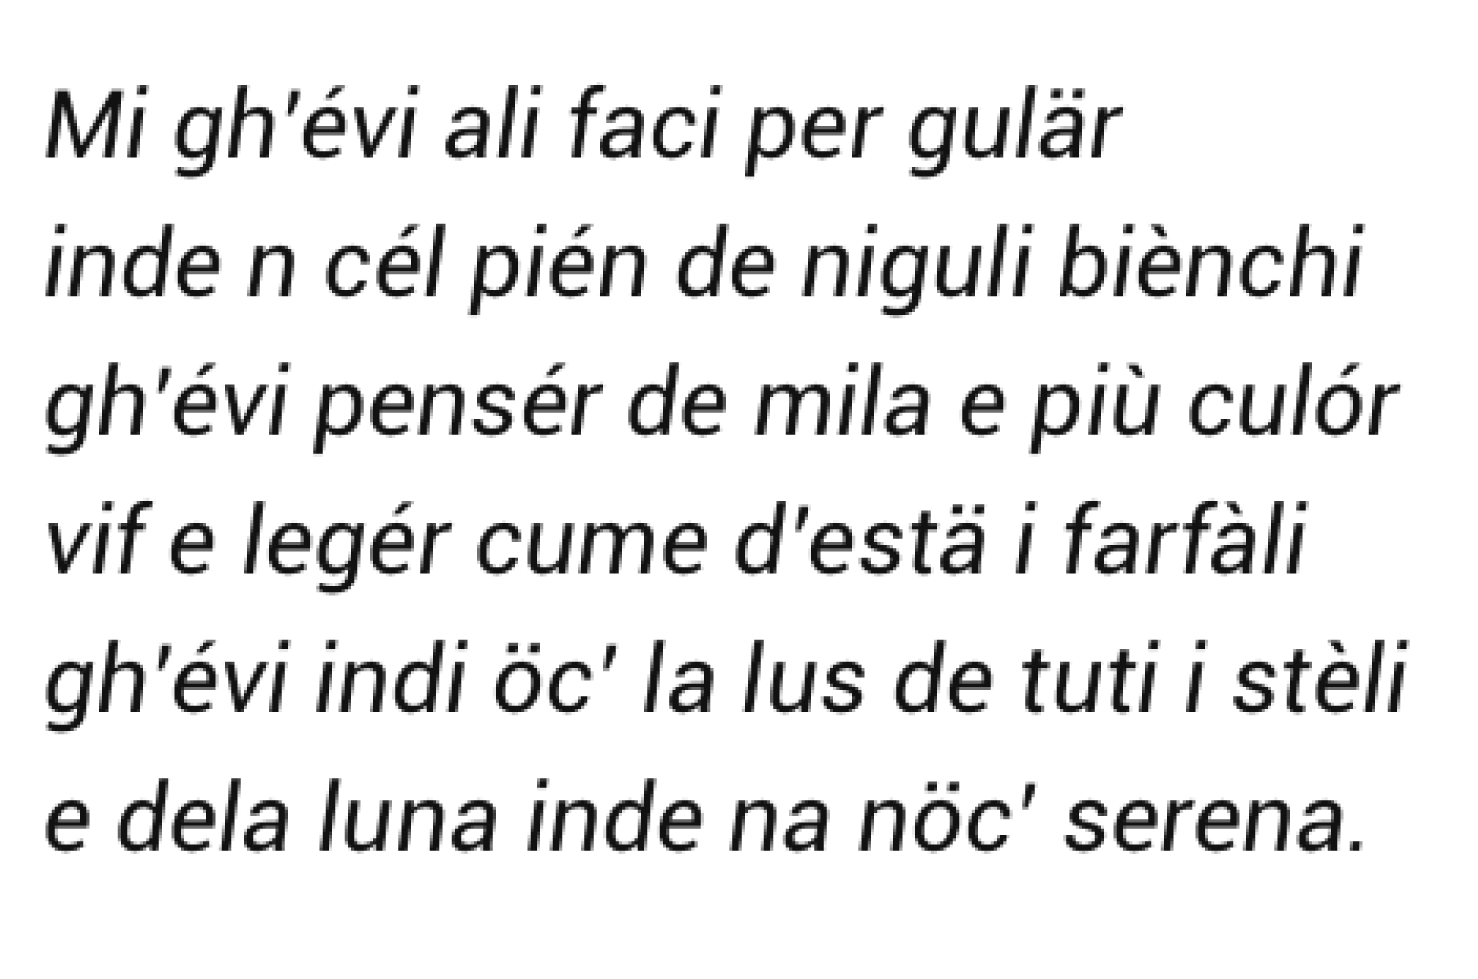 Mi gh'évi ali faci per gulär
inde n cél pién de niguli biènchi
gh'évi pensér de mila e più culór
vif e legér cume d'estä i farfàli
gh'évi indi öc' la lus de tuti i stèli
e dela luna inde na nöc' serena.